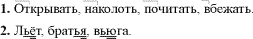 1. Открывать, наколоть, почитать, вбежать.
2. Льёт, братья, вьюга.